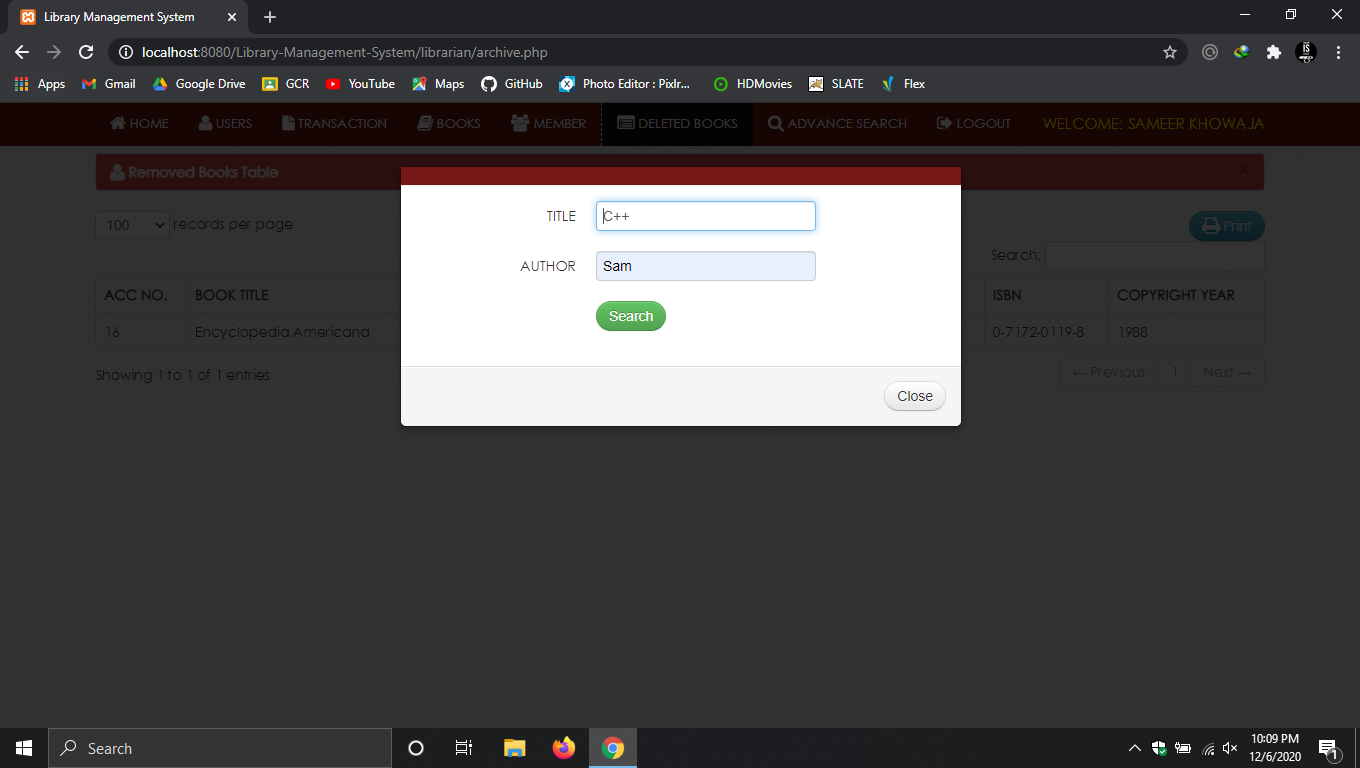 Library Management System
localhost:8080/Library-Management-System/librarian/archive.php
Apps Gmail Google Drive GCR YouTube Maps GitHub Photo Editor : Pixlr... HDMovies SLATE Flex
HOME USERS TRANSACTION BOOKS MEMBER DELETED BOOKS ADVANCE SEARCH LOGOUT WELCOME: SAMEER KHOWAJA
Removed Books Table
100 records per page
Print
Search:
TITLE C++
AUTHOR Sam
Search
Close
ACC NO. BOOK TITLE ISBN COPYRIGHT YEAR
16 Encyclopedia Americana 0-7172-0119-8 1988
Showing 1 to 1 of 1 entries
← Previous 1 Next →
Search
10:09 PM
12/6/2020
1